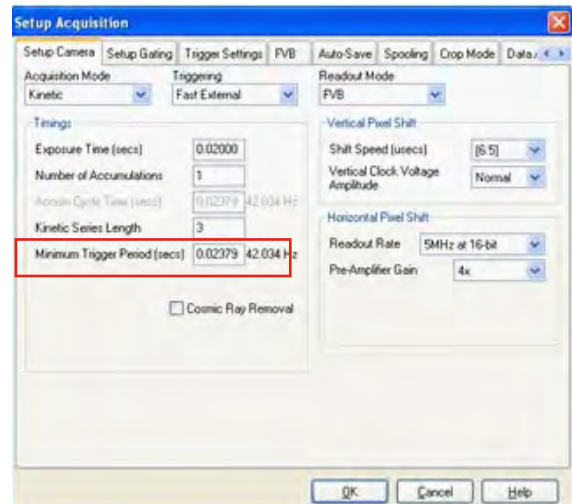 Setup Acquisition
Setup Camera Setup Gating Trigger Settings FVB Auto-Save Spooling Crop Mode Data
Acquisition Mode Triggering Readout Mode
Kinetic Fast External FVB
Timings
Vertical Pixel Shift
Exposure Time (secs) 0.02000
Shift Speed (usecs) [6.5]
Number of Accumulations 1
Vertical Clock Voltage Amplitude Normal
Accum Cycle Time (secs) 0.02379 42.034 Hz
Horizontal Pixel Shift
Kinetic Series Length 3
Readout Rate 5MHz at 16-bit
Minimum Trigger Period (secs) 0.02379 42.034 Hz
Pre-Amplifier Gain 4x
Cosmic Ray Removal
OK Cancel Help